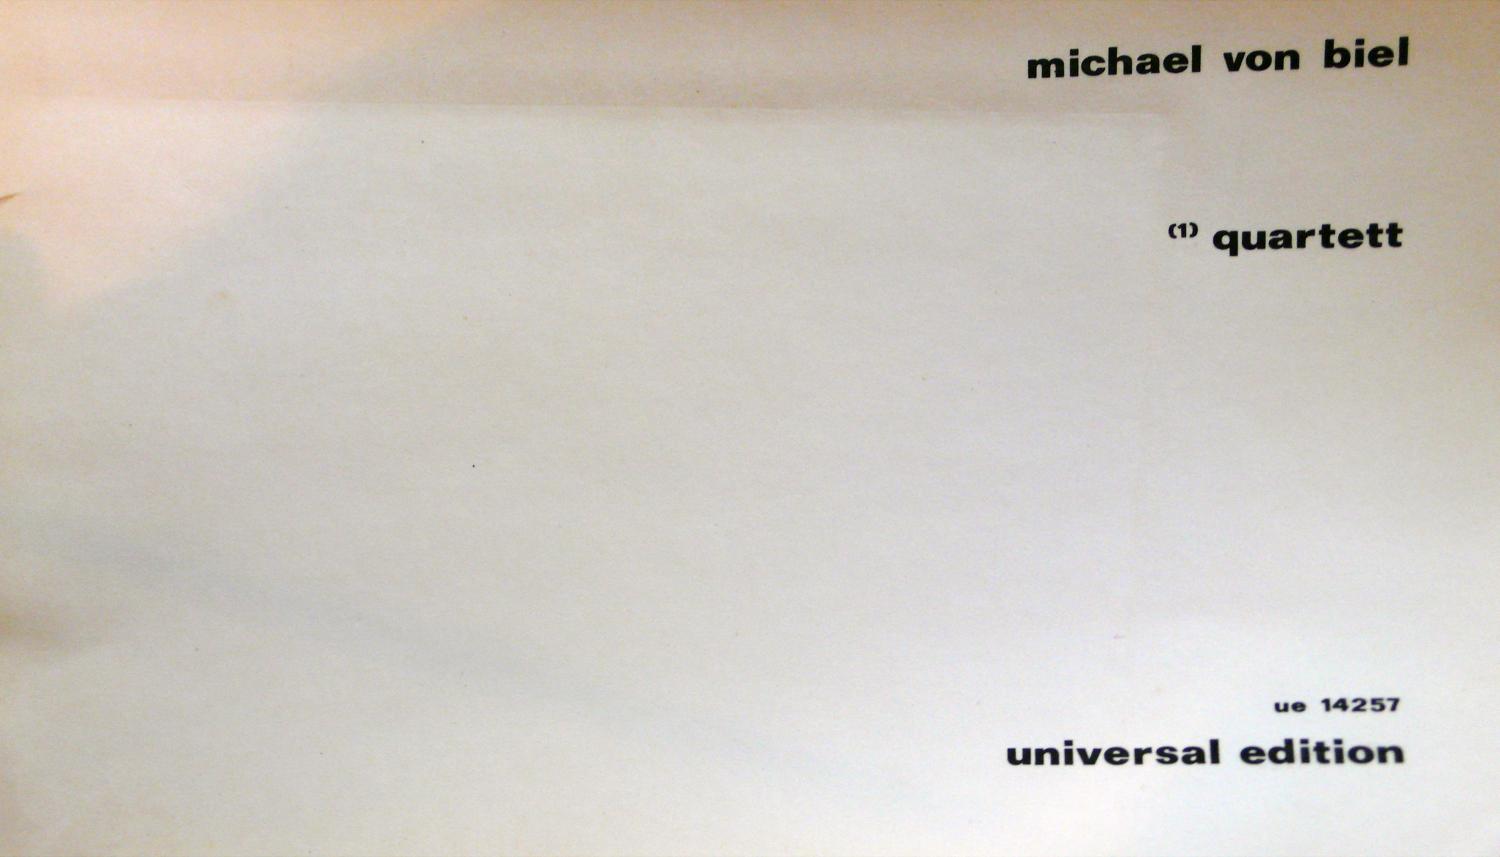 michael von biel
(1) quartett
ue 14257
universal edition